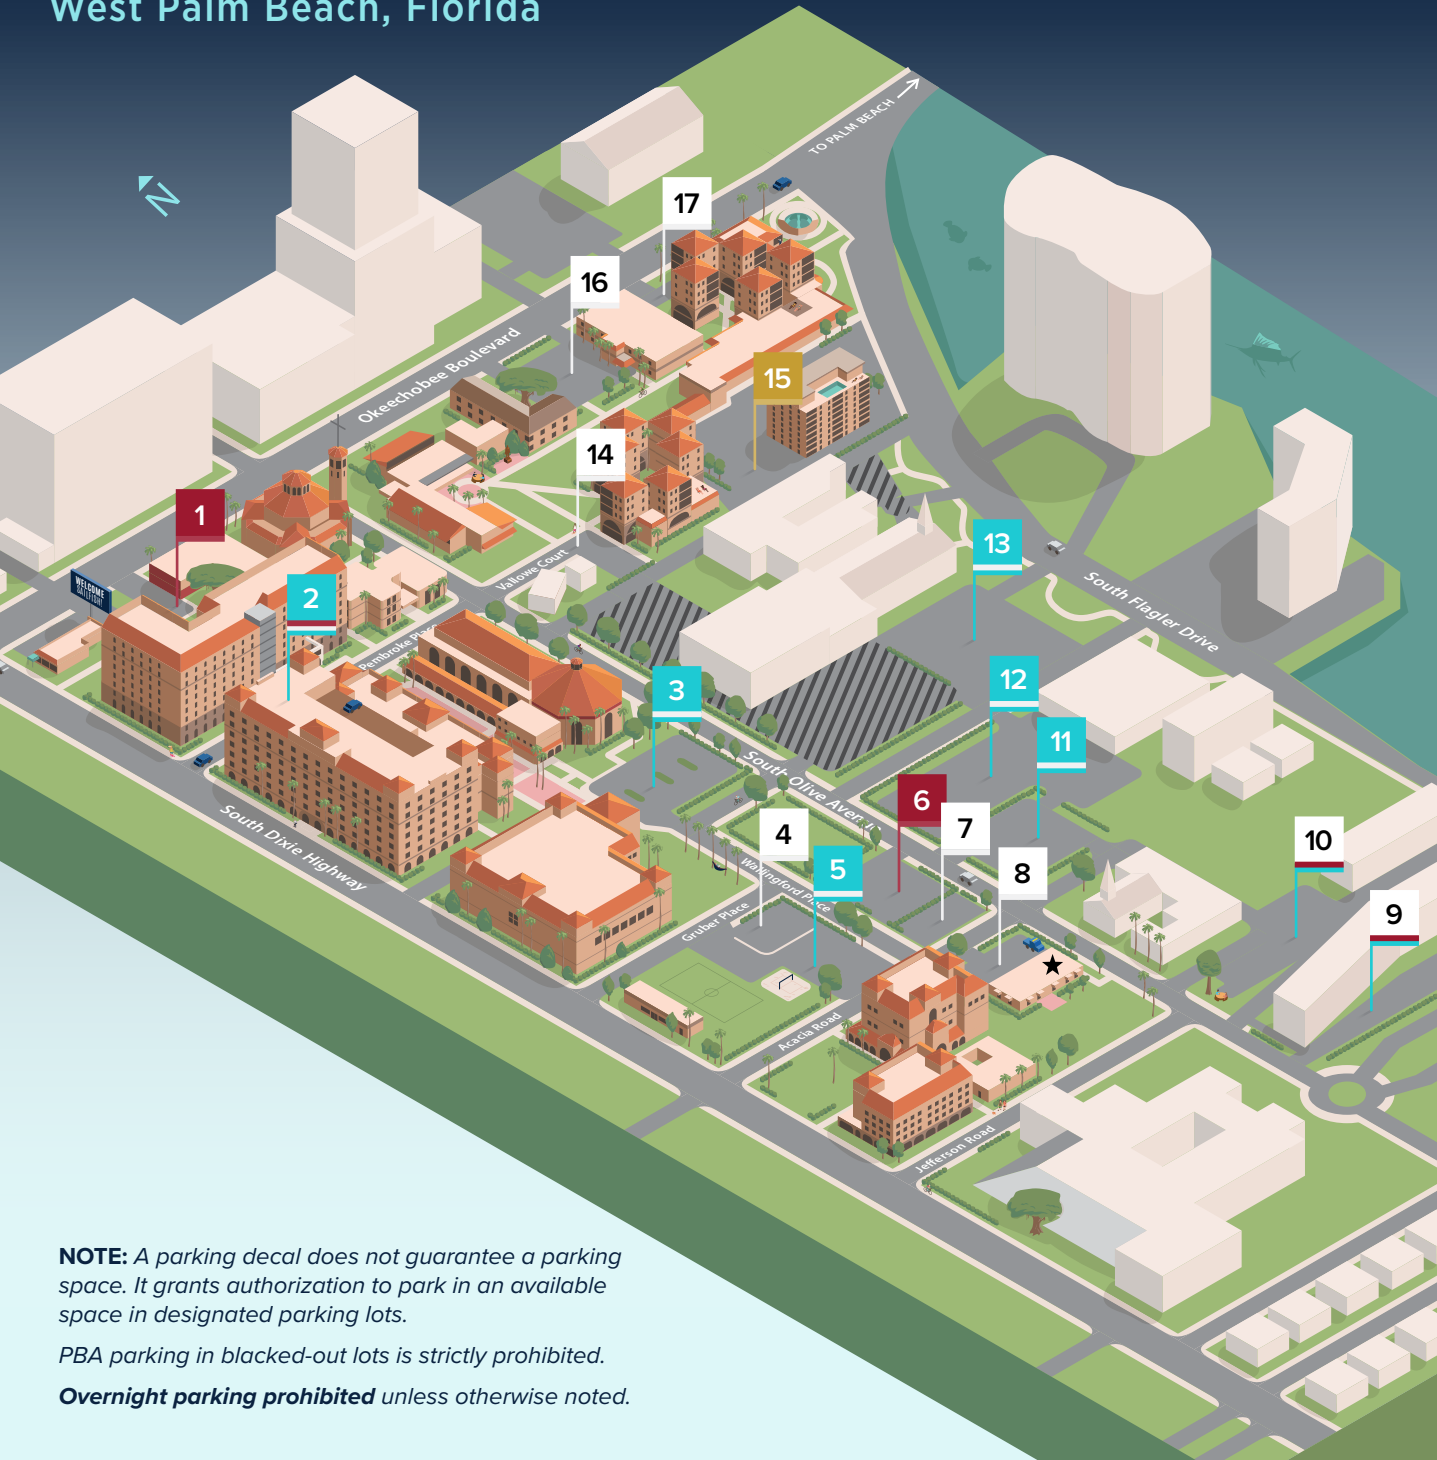 West Palm Beach, Florida
N
TO PALM BEACH
17
16
Okeechobee Boulevard
15
14
1
WELCOME
13
Vallowe Court
South Flagler Drive
2
Pembroke Place
3
12
11
South Olive Avenue
6
7
4
5
8
10
9
South Dixie Highway
Wallingford Place
Gruber Place
Acacia Road
Jefferson Road
NOTE: A parking decal does not guarantee a parking
space. It grants authorization to park in an available
space in designated parking lots.
PBA parking in blacked-out lots is strictly prohibited.
Overnight parking prohibited unless otherwise noted.